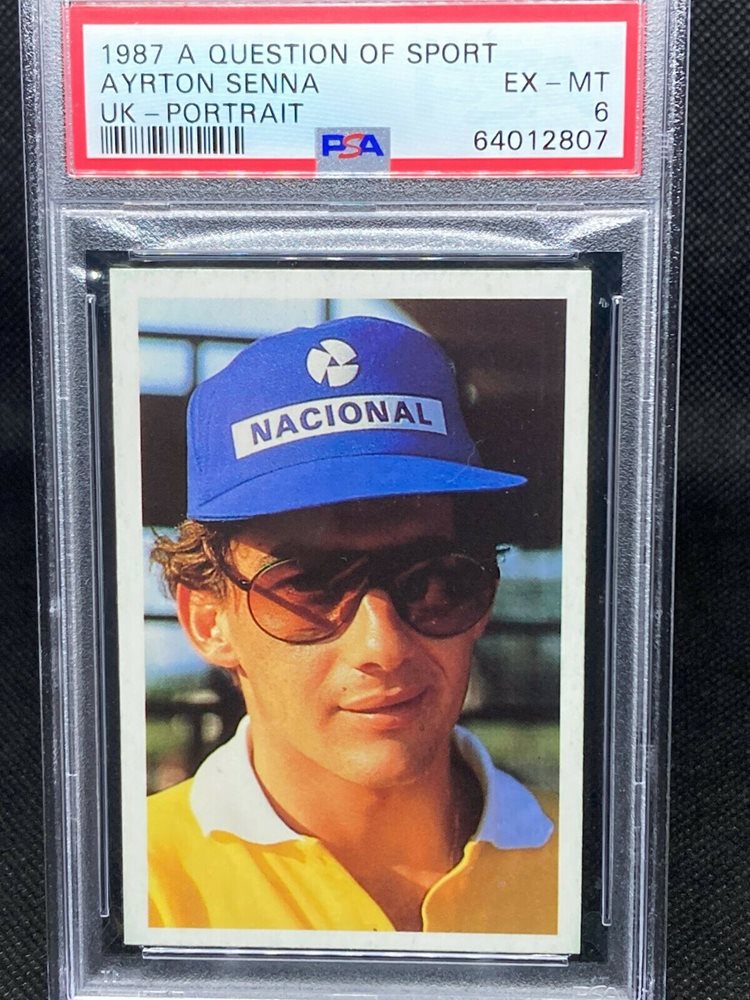 1987 A QUESTION OF SPORT
AYRTON SENNA EX - MT
UK - PORTRAIT 6
PSA 64012807
NACIONAL